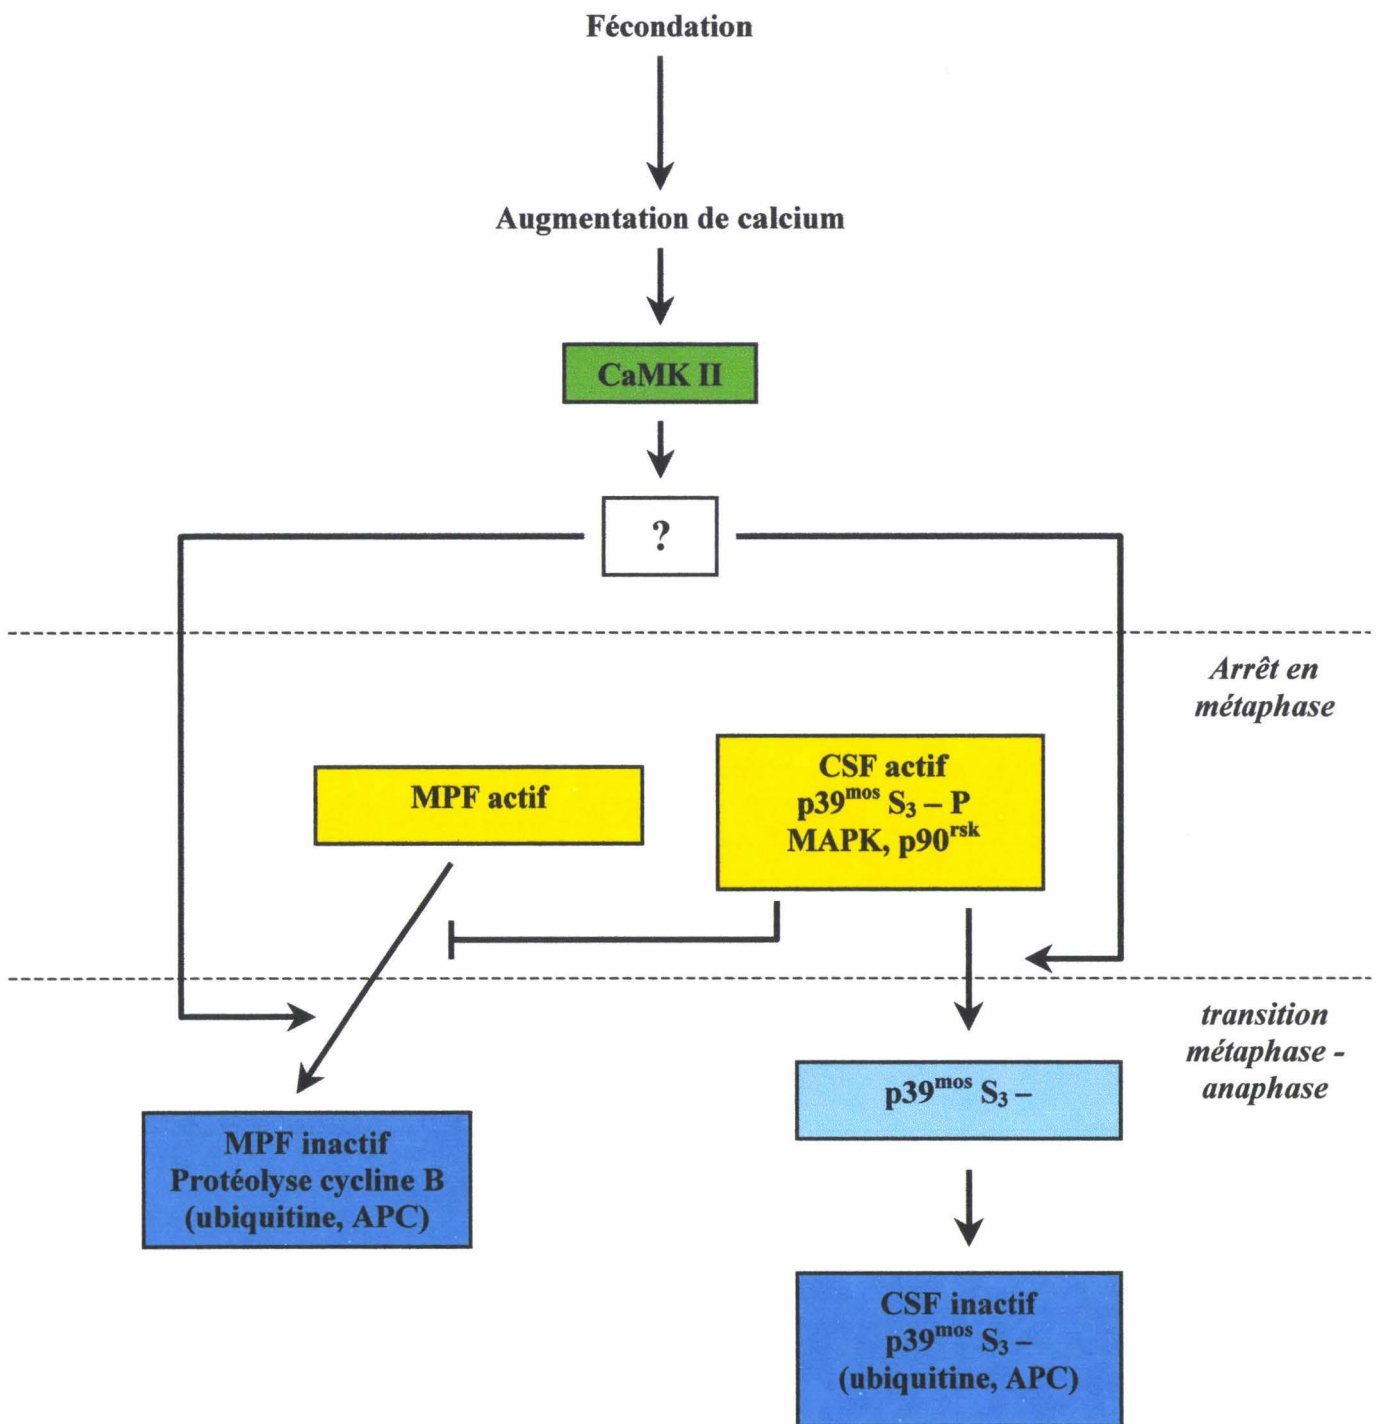 Fécondation
Augmentation de calcium
CaMK II
?
Arrêt en
métaphase
MPF actif
CSF actif
p39mos S3 – P
MAPK, p90rsk
transition
métaphase -
anaphase
p39mos S3 –
MPF inactif
Protéolyse cycline B
(ubiquitine, APC)
CSF inactif
p39mos S3 –
(ubiquitine, APC)